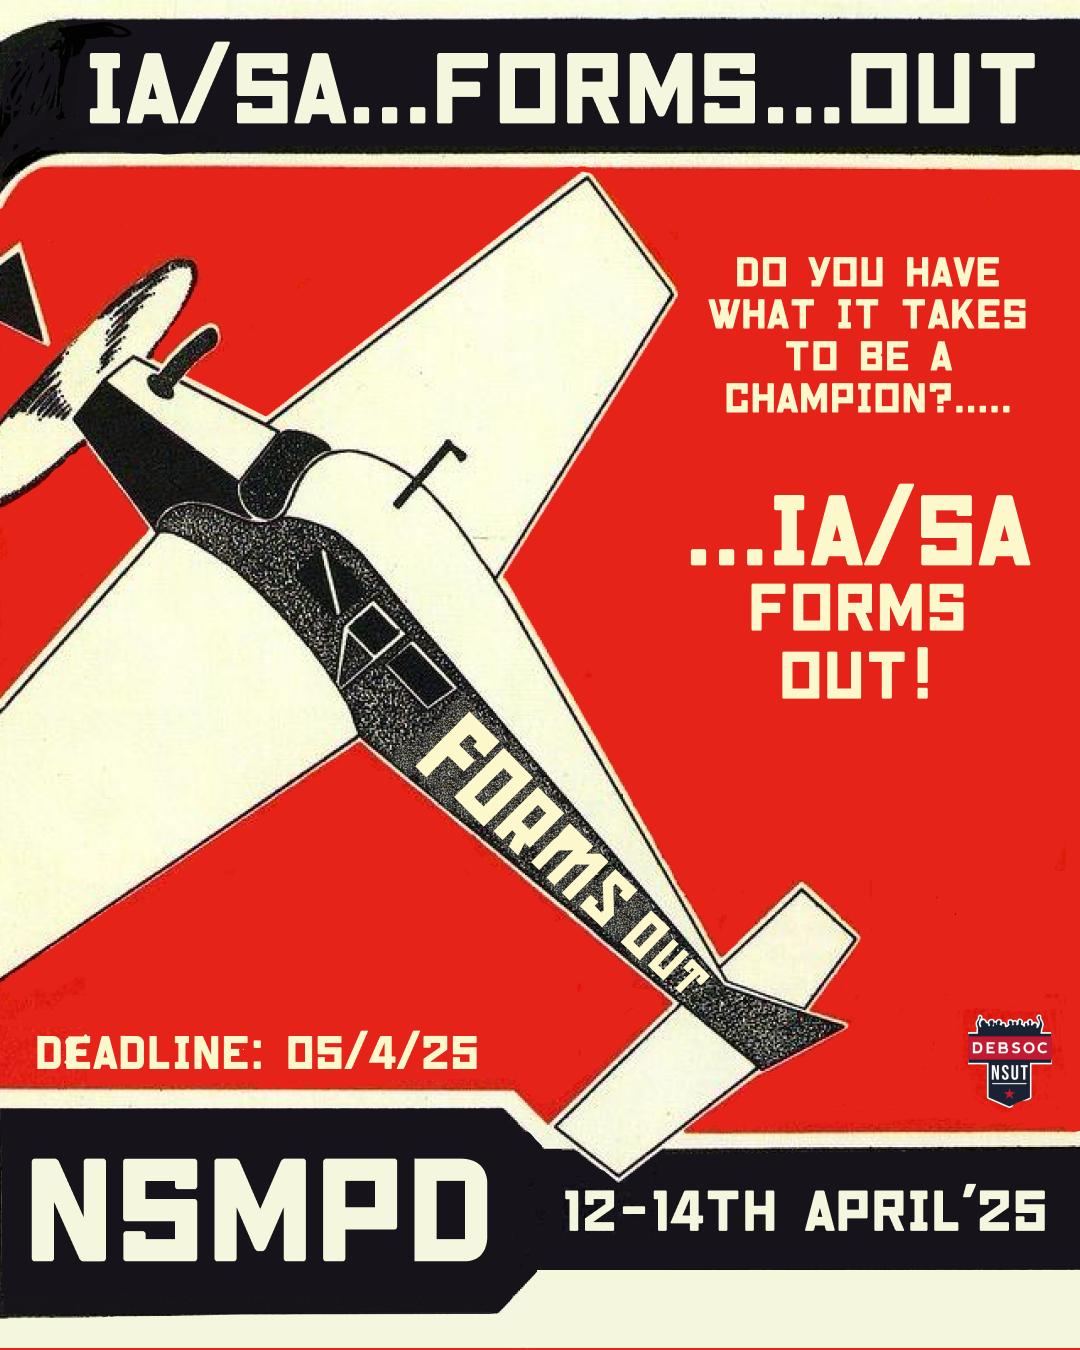 IA/SA...FORMS...OUT
DO YOU HAVE
WHAT IT TAKES
TO BE A
CHAMPION?.....
...IA/SA
FORMS
OUT!
FORMS OUT
DEADLINE: 05/4/25
DEBSOC
NSUT
NSMPD
12-14TH APRIL'25